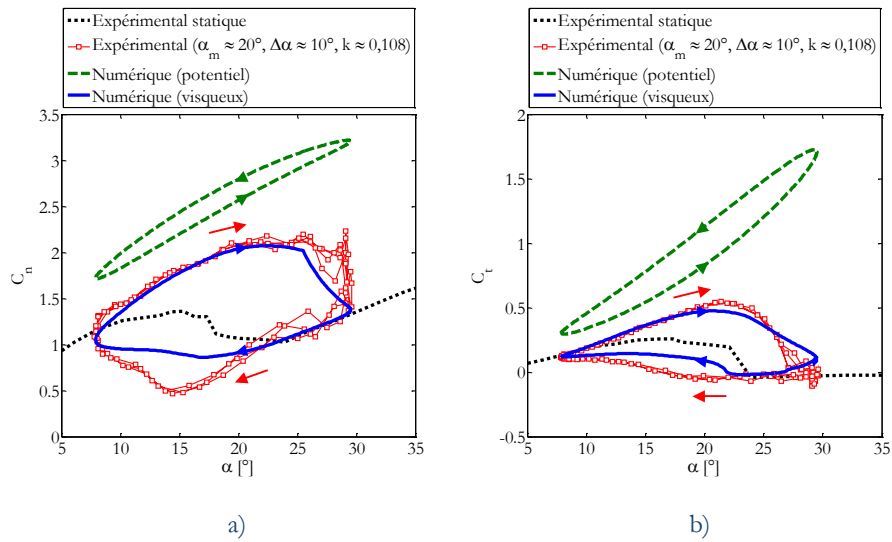 Expérimental statique
Expérimental (αm ≈ 20°, Δα ≈ 10°, k ≈ 0,108)
Numérique (potentiel)
Numérique (visqueux)
3.5
3
2.5
2
1.5
1
0.5
0
Cn
5 10 15 20 25 30 35
α [°]
a)
Expérimental statique
Expérimental (αm ≈ 20°, Δα ≈ 10°, k ≈ 0,108)
Numérique (potentiel)
Numérique (visqueux)
2
1.5
1
0.5
0
-0.5
Ct
5 10 15 20 25 30 35
α [°]
b)